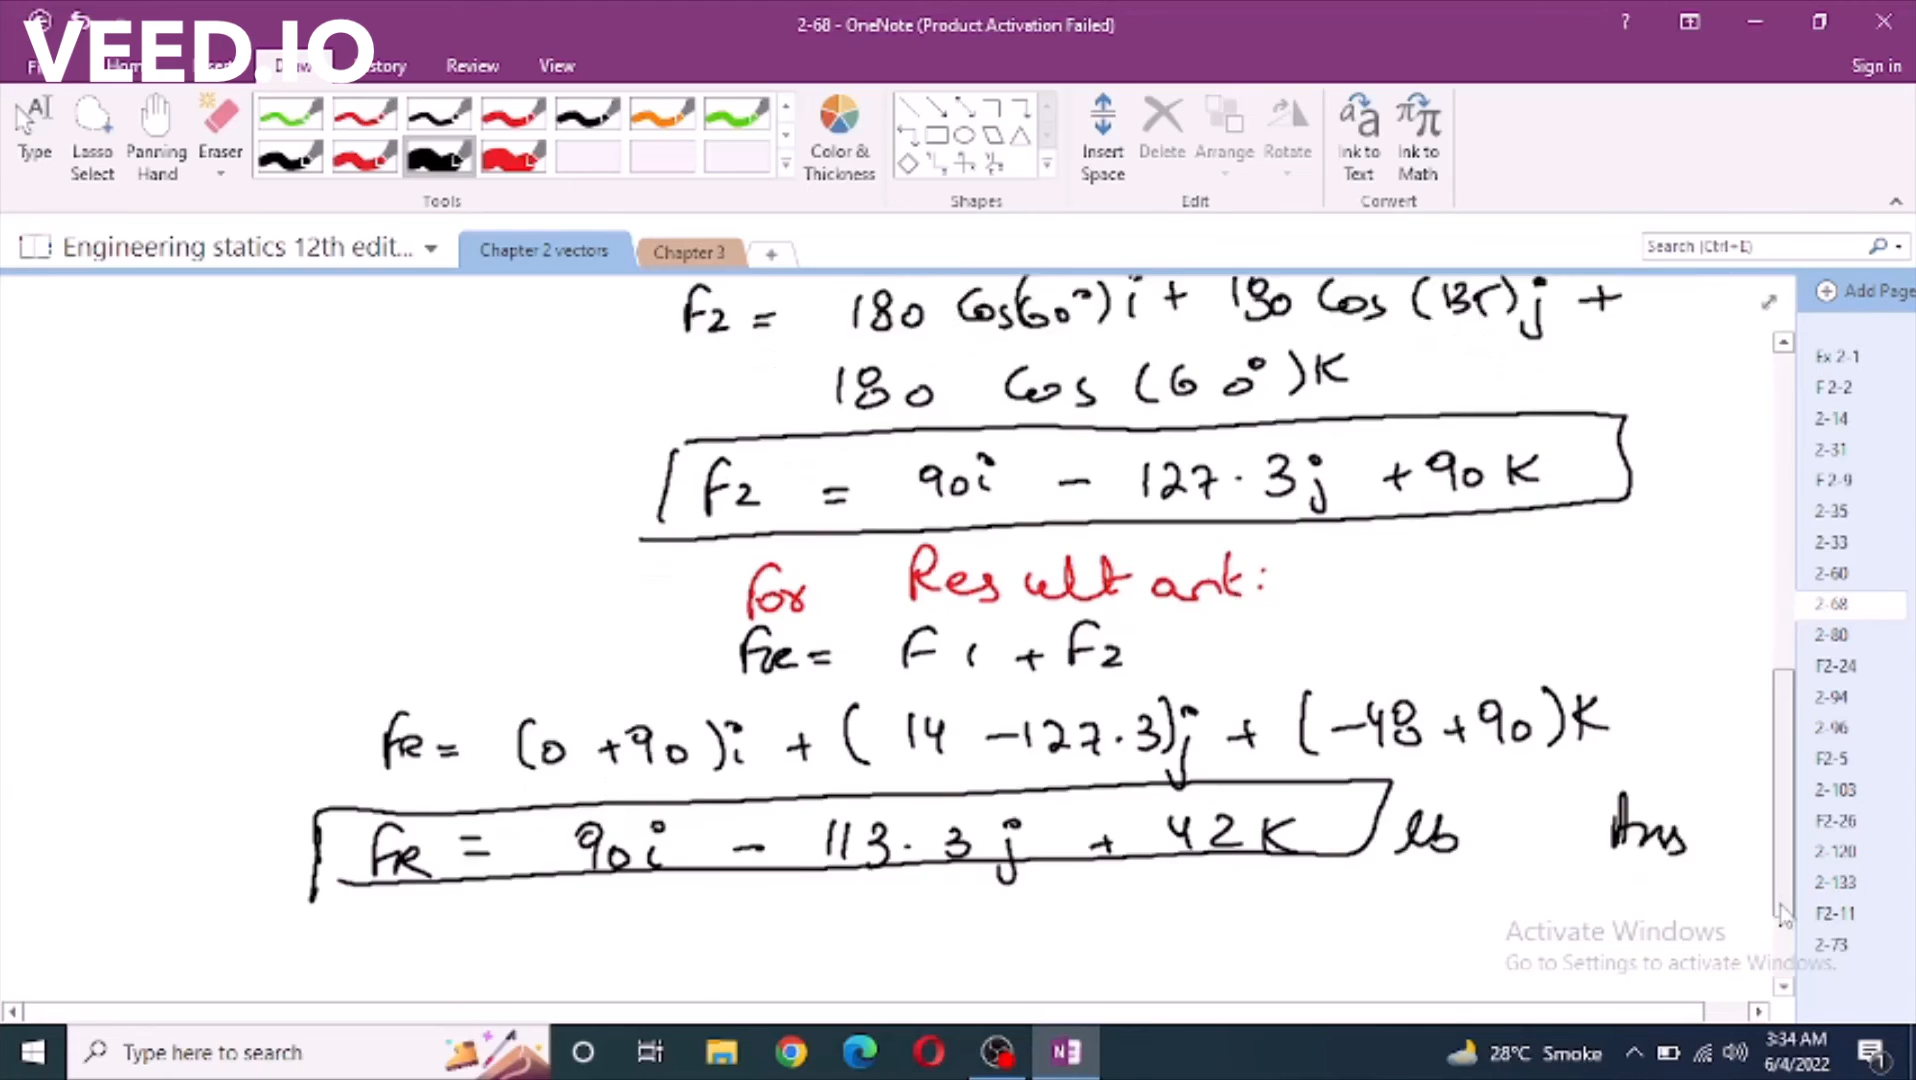 VEED.IO
2-68 - OneNote (Product Activation Failed)
?
Review
View
Sign in
Type
Lasso Select
Panning Hand
Eraser
Color & Thickness
Insert Space
Delete
Arrange
Rotate
Ink to Text
Ink to Math
Tools
Shapes
Edit
Convert
Engineering statics 12th edit...
Chapter 2 vectors
Chapter 3
Search (Ctrl+E)
F2 = 180 Cos(60°)i + 180 Cos (135)j +
180 Cos (60°)K
F2 = 90i - 127.3j + 90K
For Resultant:
FR = F1 + F2
FR = (0 + 90)i + (14 - 127.3)j + (-48 + 90)K
FR = 90i - 113.3j + 42K lb Ans
Add Page
Ex 2-1
F 2-2
2-14
2-31
F 2-9
2-35
2-33
2-60
2-68
2-80
F2-24
2-94
2-96
F2-5
2-103
F2-26
2-120
2-133
F2-11
2-73
Activate Windows
Go to Settings to activate Windows.
Type here to search
28°C Smoke
3:34 AM
6/4/2022
1